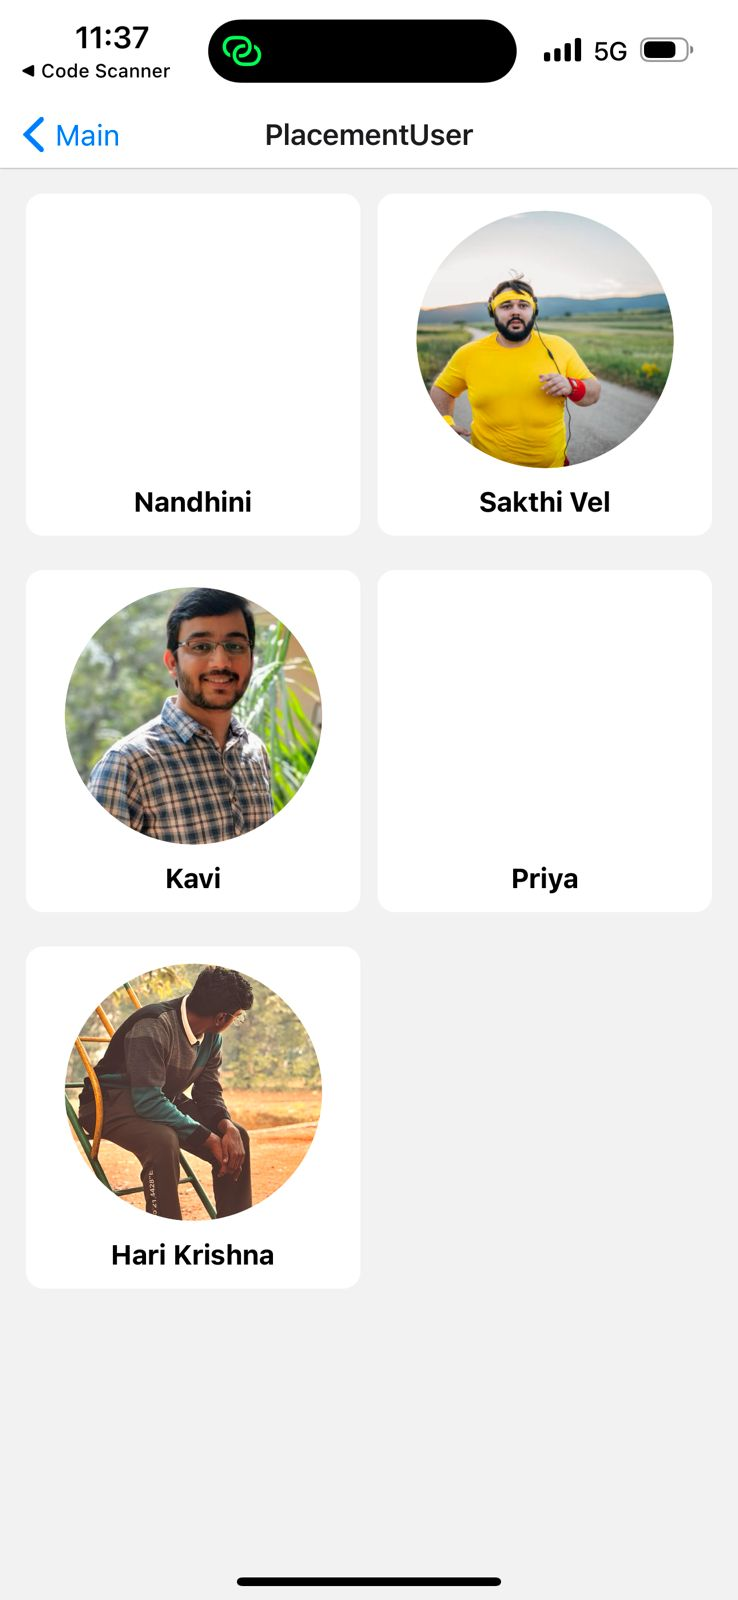 11:37
5G
◀ Code Scanner
Main
PlacementUser
Nandhini
Sakthi Vel
Kavi
Priya
Hari Krishna